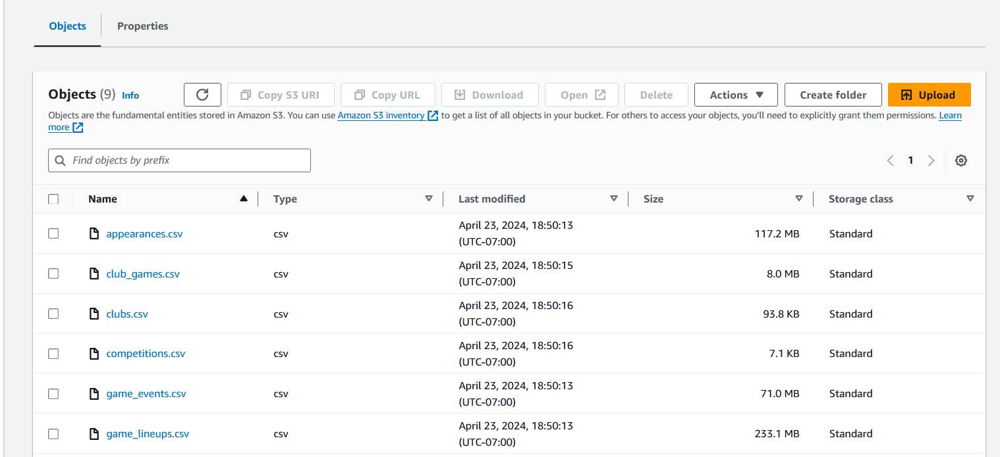 Objects Properties
Objects (9) Info Copy S3 URI Copy URL Download Open Delete Actions Create folder Upload
Objects are the fundamental entities stored in Amazon S3. You can use Amazon S3 inventory to get a list of all objects in your bucket. For others to access your objects, you'll need to explicitly grant them permissions. Learn
more
Find objects by prefix 1
Name Type Last modified Size Storage class
appearances.csv csv April 23, 2024, 18:50:13 117.2 MB Standard
(UTC-07:00)
club_games.csv csv April 23, 2024, 18:50:15 8.0 MB Standard
(UTC-07:00)
clubs.csv csv April 23, 2024, 18:50:16 93.8 KB Standard
(UTC-07:00)
competitions.csv csv April 23, 2024, 18:50:16 7.1 KB Standard
(UTC-07:00)
game_events.csv csv April 23, 2024, 18:50:13 71.0 MB Standard
(UTC-07:00)
game_lineups.csv csv April 23, 2024, 18:50:13 233.1 MB Standard
(UTC-07:00)